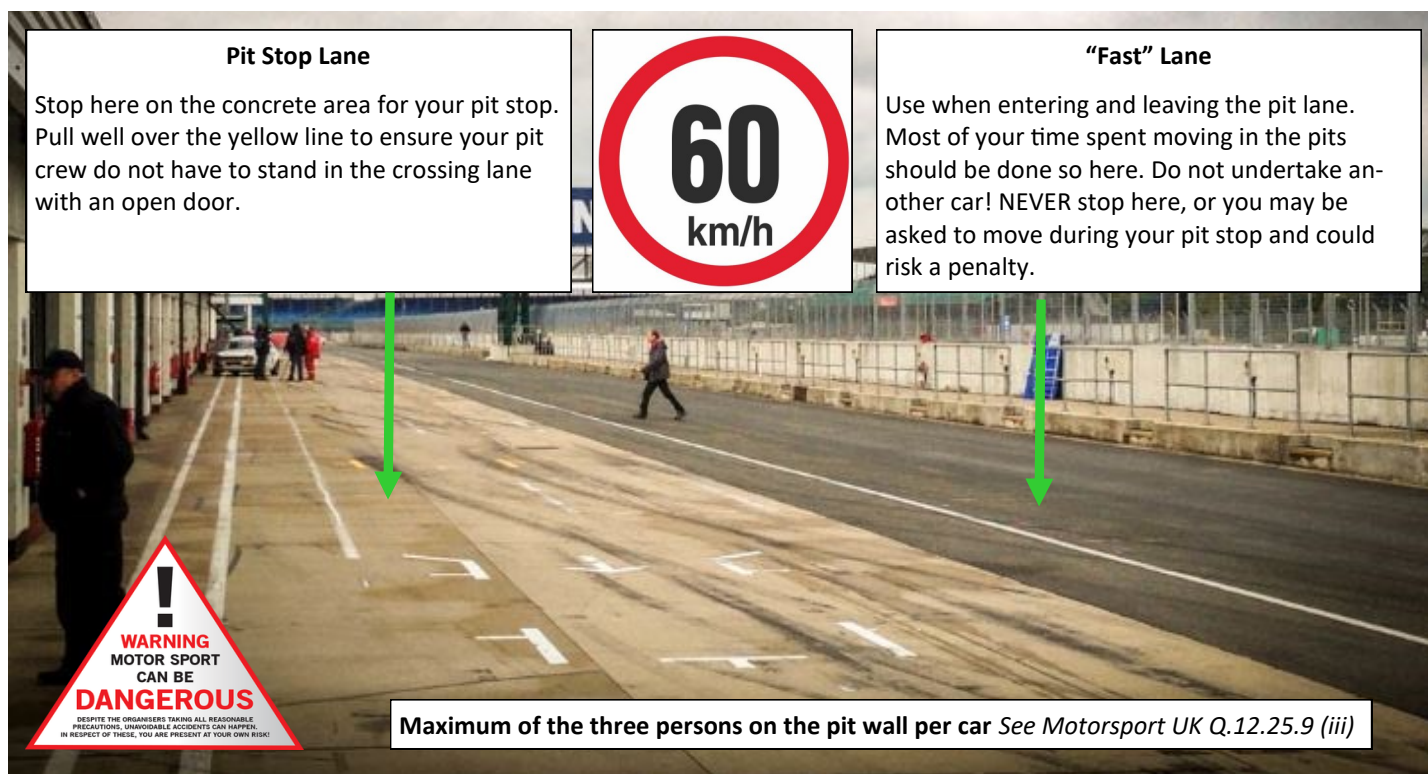 Pit Stop Lane
Stop here on the concrete area for your pit stop.
Pull well over the yellow line to ensure your pit
crew do not have to stand in the crossing lane
with an open door.
60
km/h
“Fast” Lane
Use when entering and leaving the pit lane.
Most of your time spent moving in the pits
should be done so here. Do not undertake an-
other car! NEVER stop here, or you may be
asked to move during your pit stop and could
risk a penalty.
!
WARNING
MOTOR SPORT
CAN BE
DANGEROUS
DESPITE THE ORGANISERS TAKING ALL REASONABLE
PRECAUTIONS, UNAVOIDABLE ACCIDENTS CAN HAPPEN.
IN RESPECT OF THESE, YOU ARE PRESENT AT YOUR OWN RISK!
Maximum of the three persons on the pit wall per car See Motorsport UK Q.12.25.9 (iii)